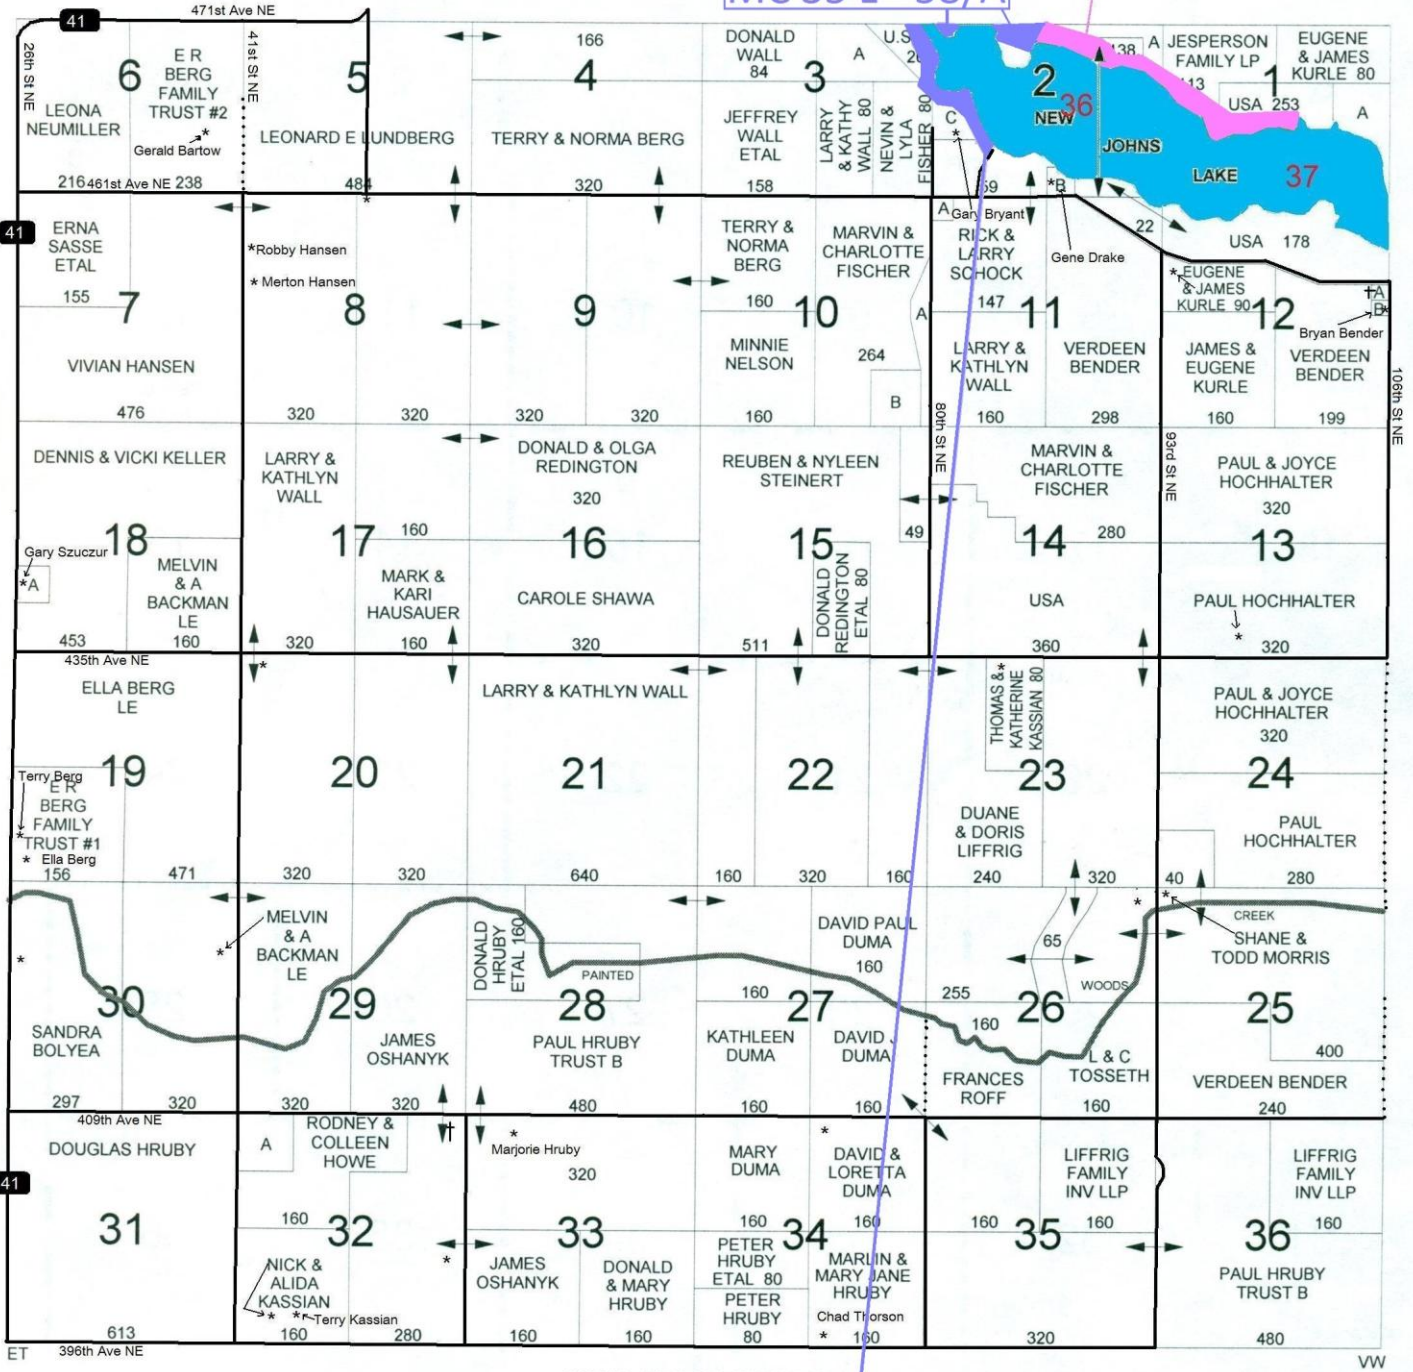 471st Ave NE
41
MC 85 L - 38/A
26th St NE
41st St NE
6
E R
BERG
FAMILY
TRUST #2
LEONA
NEUMILLER
Gerald Bartow
216
461st Ave NE
238
5
LEONARD E LUNDBERG
484
166
4
TERRY & NORMA BERG
320
DONALD
WALL
84
3
A
JEFFREY
WALL
ETAL
158
LARRY
& KATHY
WALL 80
NEVIN &
LYLA
FISHER 80
U.S.
C
2
36
NEW
JOHNS
LAKE
37
59
B
138
A
JESPERSON
FAMILY LP
113
1
EUGENE
& JAMES
KURLE 80
USA 253
A
41
ERNA
SASSE
ETAL
155
7
VIVIAN HANSEN
476
Robby Hansen
Merton Hansen
8
320
320
9
320
320
TERRY &
NORMA
BERG
160
MARVIN &
CHARLOTTE
FISCHER
10
MINNIE
NELSON
160
264
A
B
A
Gary Bryant
RICK &
LARRY
SCHOCK
147
11
Gene Drake
LARRY &
KATHLYN
WALL
160
VERDEEN
BENDER
298
22
USA 178
EUGENE
& JAMES
KURLE 90
12
A
B
Bryan Bender
JAMES &
EUGENE
KURLE
160
VERDEEN
BENDER
199
106th St NE
80th St NE
93rd St NE
DENNIS & VICKI KELLER
18
Gary Szuczur
A
MELVIN
& A
BACKMAN
LE
453
160
LARRY &
KATHLYN
WALL
17
160
MARK &
KARI
HAUSAUER
320
160
DONALD & OLGA
REDINGTON
320
16
CAROLE SHAWA
320
REUBEN & NYLEEN
STEINERT
15
49
DONALD
REDINGTON
ETAL 80
511
MARVIN &
CHARLOTTE
FISCHER
14
280
USA
360
PAUL & JOYCE
HOCHHALTER
320
13
PAUL HOCHHALTER
320
435th Ave NE
ELLA BERG
LE
19
Terry Berg
E R
BERG
FAMILY
TRUST #1
Ella Berg
156
471
20
320
320
LARRY & KATHLYN WALL
21
640
22
160
320
160
THOMAS &
KATHERINE
KASSIAN 80
23
DUANE
& DORIS
LIFFRIG
240
320
PAUL & JOYCE
HOCHHALTER
320
24
PAUL
HOCHHALTER
40
280
30
SANDRA
BOLYEA
297
320
MELVIN
& A
BACKMAN
LE
29
JAMES
OSHANYK
320
320
DONALD
HRUBY
ETAL 160
PAINTED
28
PAUL HRUBY
TRUST B
480
DAVID PAUL
DUMA
160
160
27
KATHLEEN
DUMA
160
DAVID J
DUMA
160
65
WOODS
255
26
160
FRANCES
ROFF
L & C
TOSSETH
160
CREEK
SHANE &
TODD MORRIS
25
400
VERDEEN BENDER
240
409th Ave NE
DOUGLAS HRUBY
41
31
613
A
RODNEY &
COLLEEN
HOWE
160
32
NICK &
ALIDA
KASSIAN
Terry Kassian
160
280
Marjorie Hruby
320
33
JAMES
OSHANYK
160
DONALD
& MARY
HRUBY
160
MARY
DUMA
160
DAVID &
LORETTA
DUMA
160
34
PETER
HRUBY
ETAL 80
PETER
HRUBY
80
MARLIN &
MARY JANE
HRUBY
Chad Thorson
160
LIFFRIG
FAMILY
INV LLP
160
35
160
320
LIFFRIG
FAMILY
INV LLP
160
36
PAUL HRUBY
TRUST B
480
ET
396th Ave NE
VW